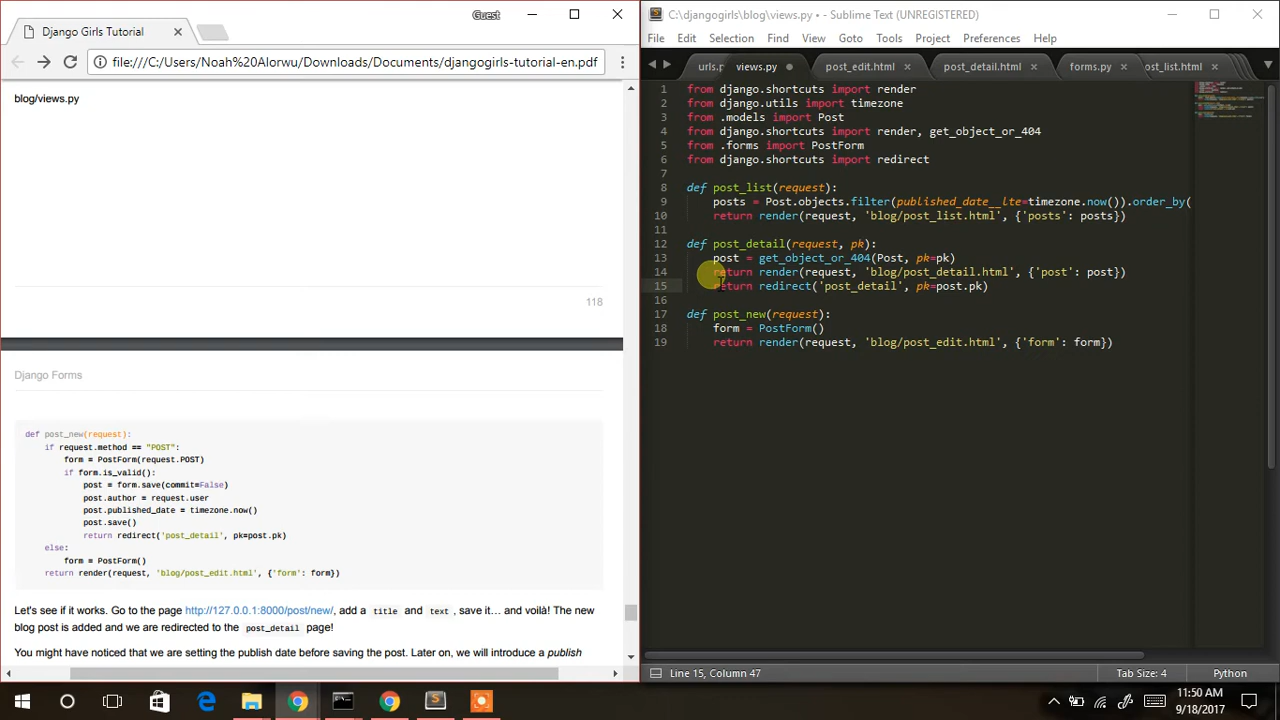 Guest
Django Girls Tutorial
file:///C:/Users/Noah%20Alorwu/Downloads/Documents/djangogirls-tutorial-en.pdf
blog/views.py
118
Django Forms
def post_new(request):
    if request.method == "POST":
        form = PostForm(request.POST)
        if form.is_valid():
            post = form.save(commit=False)
            post.author = request.user
            post.published_date = timezone.now()
            post.save()
            return redirect('post_detail', pk=post.pk)
    else:
        form = PostForm()
    return render(request, 'blog/post_edit.html', {'form': form})
Let's see if it works. Go to the page http://127.0.0.1:8000/post/new/, add a title and text, save it… and voilà! The new
blog post is added and we are redirected to the post_detail page!
You might have noticed that we are setting the publish date before saving the post. Later on, we will introduce a publish
C:\djangogirls\blog\views.py • - Sublime Text (UNREGISTERED)
File Edit Selection Find View Goto Tools Project Preferences Help
urls.p views.py post_edit.html post_detail.html forms.py ost_list.html
1 from django.shortcuts import render
2 from django.utils import timezone
3 from .models import Post
4 from django.shortcuts import render, get_object_or_404
5 from .forms import PostForm
6 from django.shortcuts import redirect
7
8 def post_list(request):
9     posts = Post.objects.filter(published_date__lte=timezone.now()).order_by(
10     return render(request, 'blog/post_list.html', {'posts': posts})
11
12 def post_detail(request, pk):
13     post = get_object_or_404(Post, pk=pk)
14     return render(request, 'blog/post_detail.html', {'post': post})
15     return redirect('post_detail', pk=post.pk)
16
17 def post_new(request):
18     form = PostForm()
19     return render(request, 'blog/post_edit.html', {'form': form})
Line 15, Column 47
Tab Size: 4
Python
11:50 AM
9/18/2017